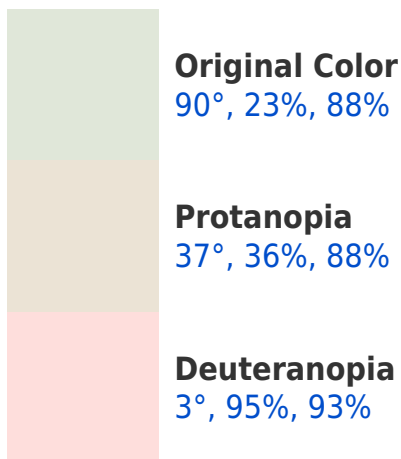 Original Color
90°, 23%, 88%
Protanopia
37°, 36%, 88%
Deuteranopia
3°, 95%, 93%